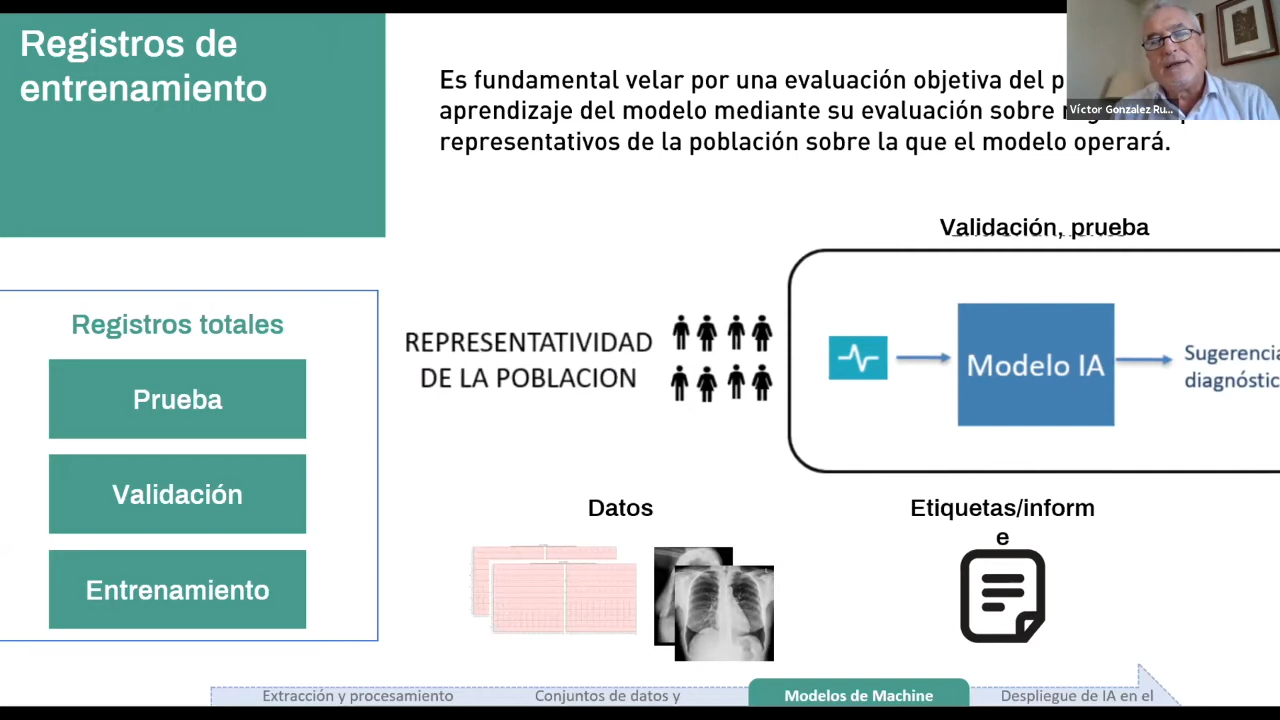 Registros de
entrenamiento
Es fundamental velar por una evaluación objetiva del
aprendizaje del modelo mediante su evaluación sobre
representativos de la población sobre la que el modelo operará.
Víctor Gonzalez Ru...
Validación, prueba
Registros totales
Prueba
Validación
Entrenamiento
REPRESENTATIVIDAD
DE LA POBLACION
Modelo IA
Sugerencia
diagnóstic
Datos
Etiquetas/inform
e
Extracción y procesamiento
Conjuntos de datos y
Modelos de Machine
Despliegue de IA en el